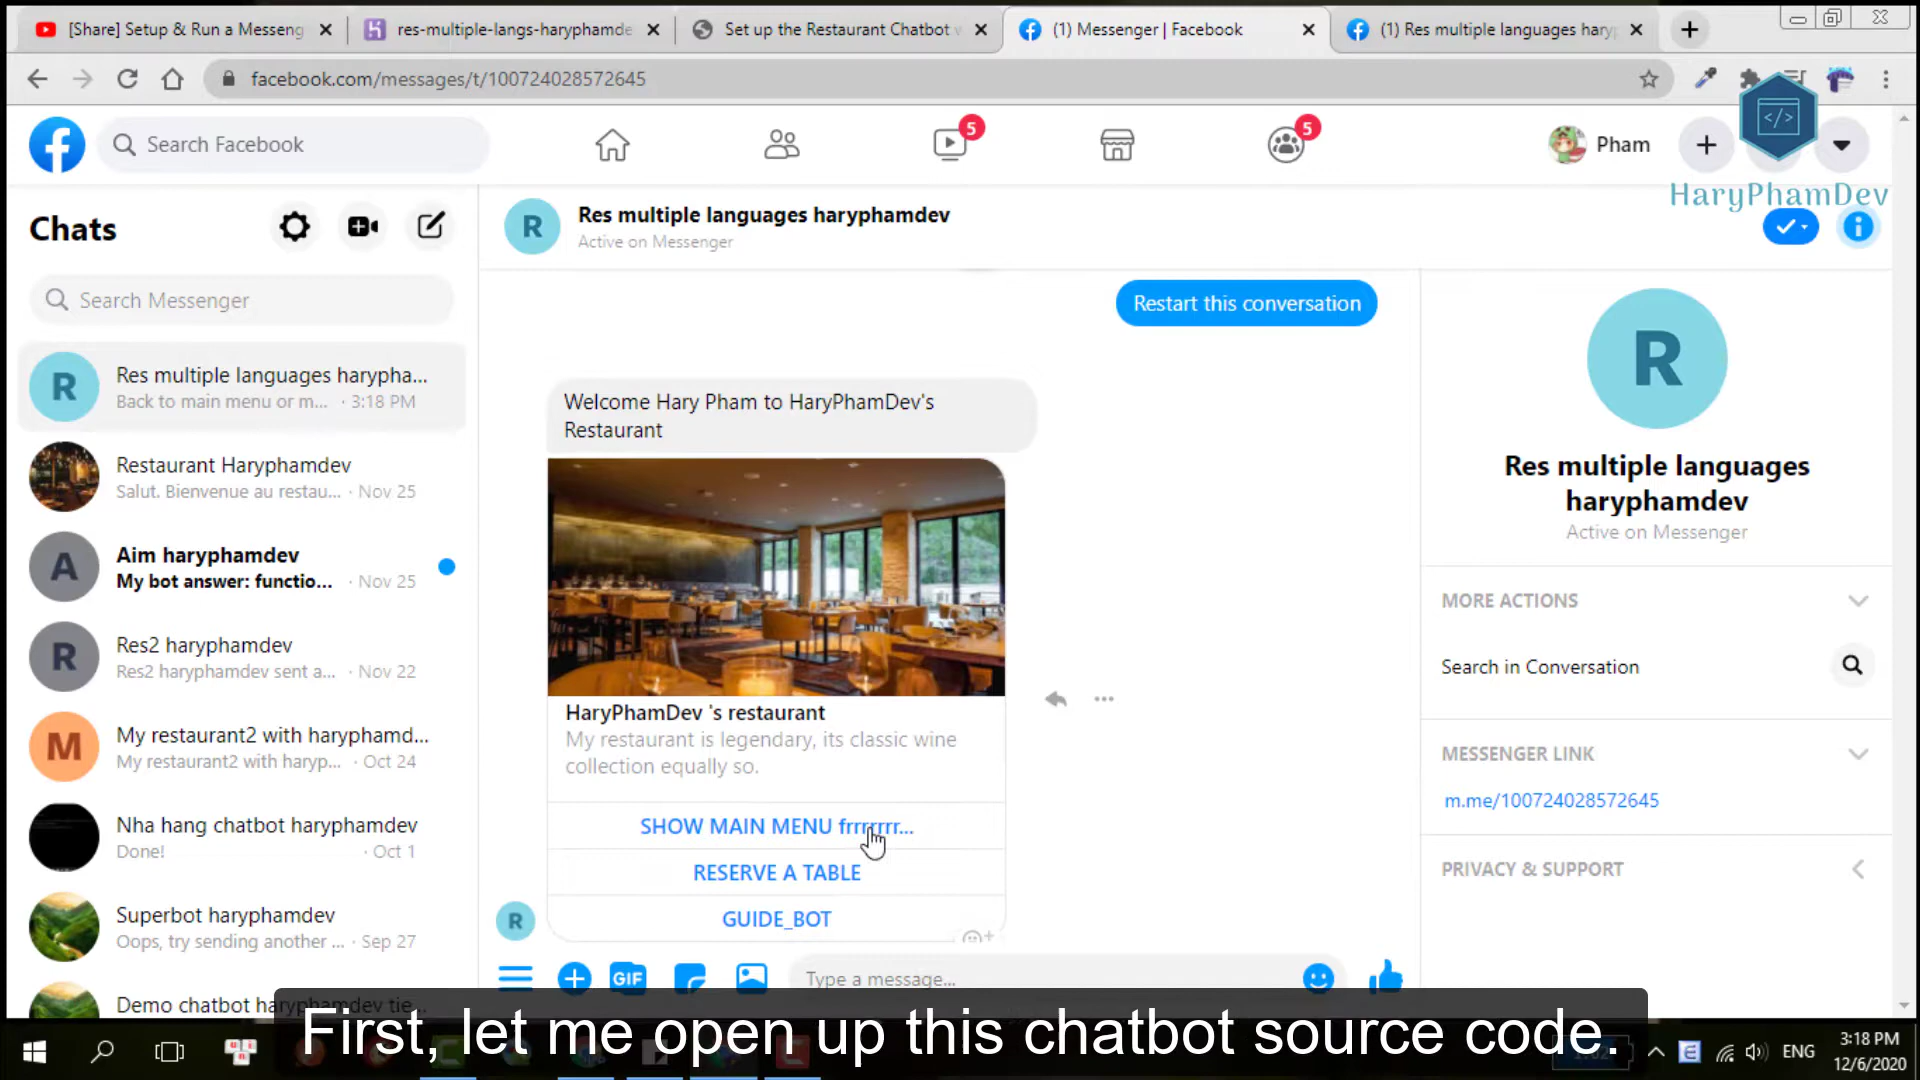 [Share] Setup & Run a Messeng
res-multiple-langs-haryphamde
Set up the Restaurant Chatbot w
(1) Messenger | Facebook
(1) Res multiple languages haryp
facebook.com/messages/t/100724028572645
</>
Search Facebook
5
5
Pham
HaryPhamDev
Chats
Res multiple languages haryphamdev
Active on Messenger
Search Messenger
Restart this conversation
R
Res multiple languages harypha...
Back to main menu or m... · 3:18 PM
Restaurant Haryphamdev
Salut. Bienvenue au restau... · Nov 25
A
Aim haryphamdev
My bot answer: functio... · Nov 25
R
Res2 haryphamdev
Res2 haryphamdev sent a... · Nov 22
M
My restaurant2 with haryphamd...
My restaurant2 with haryp... · Oct 24
Nha hang chatbot haryphamdev
Done! · Oct 1
Superbot haryphamdev
Oops, try sending another ... · Sep 27
Demo chatbot haryphamdev tie...
R
Welcome Hary Pham to HaryPhamDev's
Restaurant
HaryPhamDev 's restaurant
My restaurant is legendary, its classic wine
collection equally so.
SHOW MAIN MENU frrrrrrr...
RESERVE A TABLE
R
GUIDE_BOT
GIF
Type a message...
R
Res multiple languages
haryphamdev
Active on Messenger
MORE ACTIONS
Search in Conversation
MESSENGER LINK
m.me/100724028572645
PRIVACY & SUPPORT
First, let me open up this chatbot source code.
ENG
3:18 PM
12/6/2020